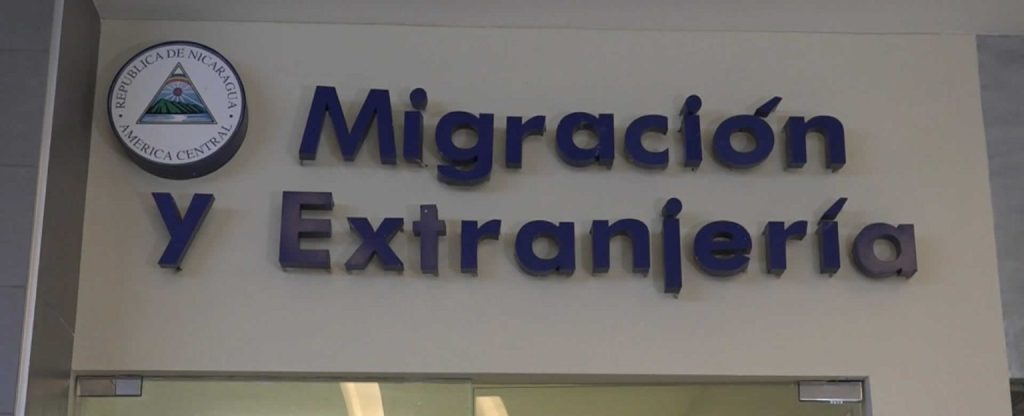 REPUBLICA DE NICARAGUA
AMERICA CENTRAL
Migración
y Extranjería